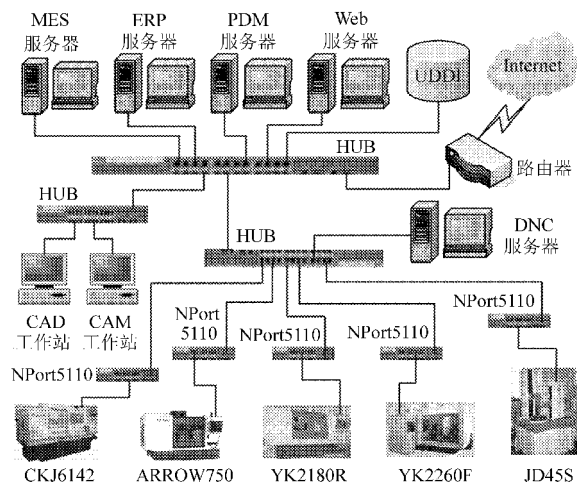 MES
服务器
ERP
服务器
PDM
服务器
Web
服务器
UDDI
Internet
路由器
HUB
HUB
DNC
服务器
CAD
工作站
CAM
工作站
NPort5110
NPort
5110
NPort5110
NPort5110
NPort5110
CKJ6142
ARROW750
YK2180R
YK2260F
JD45S